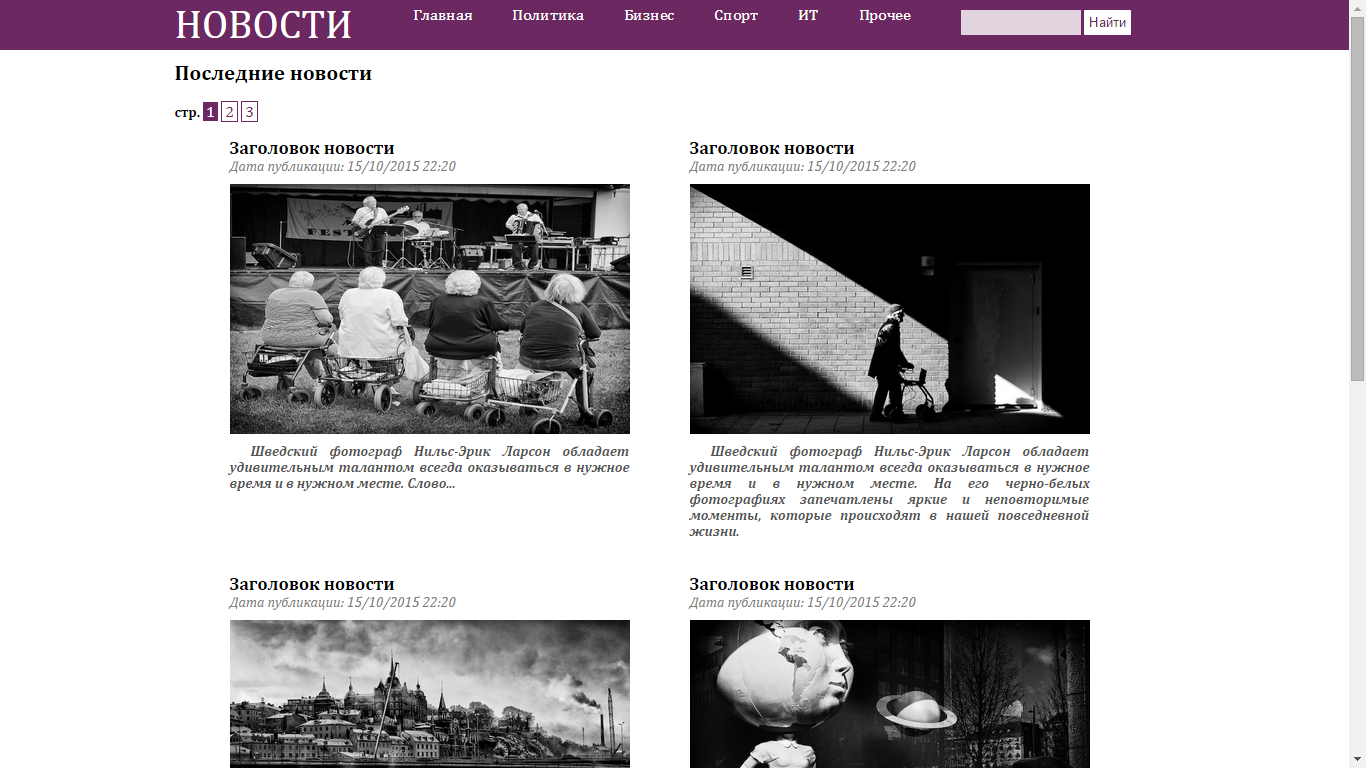 НОВОСТИ Главная Политика Бизнес Спорт ИТ Прочее Найти
Последние новости
стр. 1 2 3
Заголовок новости
Дата публикации: 15/10/2015 22:20
FEST
Шведский фотограф Нильс-Эрик Ларсон обладает
удивительным талантом всегда оказываться в нужное
время и в нужном месте. Слово...
Заголовок новости
Дата публикации: 15/10/2015 22:20
Шведский фотограф Нильс-Эрик Ларсон обладает
удивительным талантом всегда оказываться в нужное
время и в нужном месте. На его черно-белых
фотографиях запечатлены яркие и неповторимые
моменты, которые происходят в нашей повседневной
жизни.
Заголовок новости
Дата публикации: 15/10/2015 22:20
Заголовок новости
Дата публикации: 15/10/2015 22:20